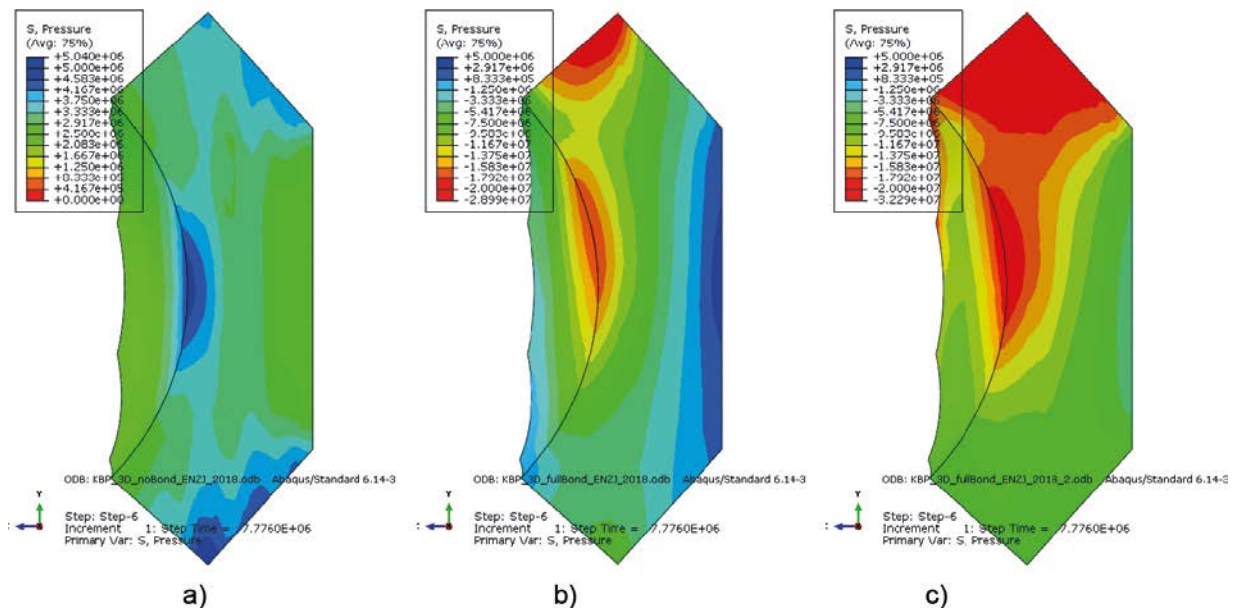 S, Pressure
(Avg: 75%)
+5.040e+06
+5.000e+06
+4.583e+06
+4.167e+06
+3.750e+06
+3.333e+06
+2.917e+06
+2.500e+06
+2.083e+06
+1.667e+06
+1.250e+06
+8.333e+05
+4.167e+05
+0.000e+00
ODB: KBP_3D_noBond_ENZJ_2018.odb Abaqus/Standard 6.14-3
Y
Step: Step-6
Increment 1: Step Time = 7.7760E+06
Primary Var: S, Pressure
a)
S, Pressure
(Avg: 75%)
+5.000e+06
+2.917e+06
+8.333e+05
-1.250e+06
-3.333e+06
-5.417e+06
-7.500e+06
-9.583e+06
-1.167e+07
-1.375e+07
-1.583e+07
-1.792e+07
-2.000e+07
-2.899e+07
ODB: KBP_3D_fullBond_ENZJ_2018.odb Abaqus/Standard 6.14-3
Y
Step: Step-6
Increment 1: Step Time = 7.7760E+06
Primary Var: S, Pressure
b)
S, Pressure
(Avg: 75%)
+5.000e+06
+2.917e+06
+8.333e+05
-1.250e+06
-3.333e+06
-5.417e+06
-7.500e+06
-9.583e+06
-1.167e+07
-1.375e+07
-1.583e+07
-1.792e+07
-2.000e+07
-3.229e+07
ODB: KBP_3D_fullBond_ENZJ_2018_2.odb Abaqus/Standard 6.14-3
Y
Step: Step-6
Increment 1: Step Time = 7.7760E+06
Primary Var: S, Pressure
c)